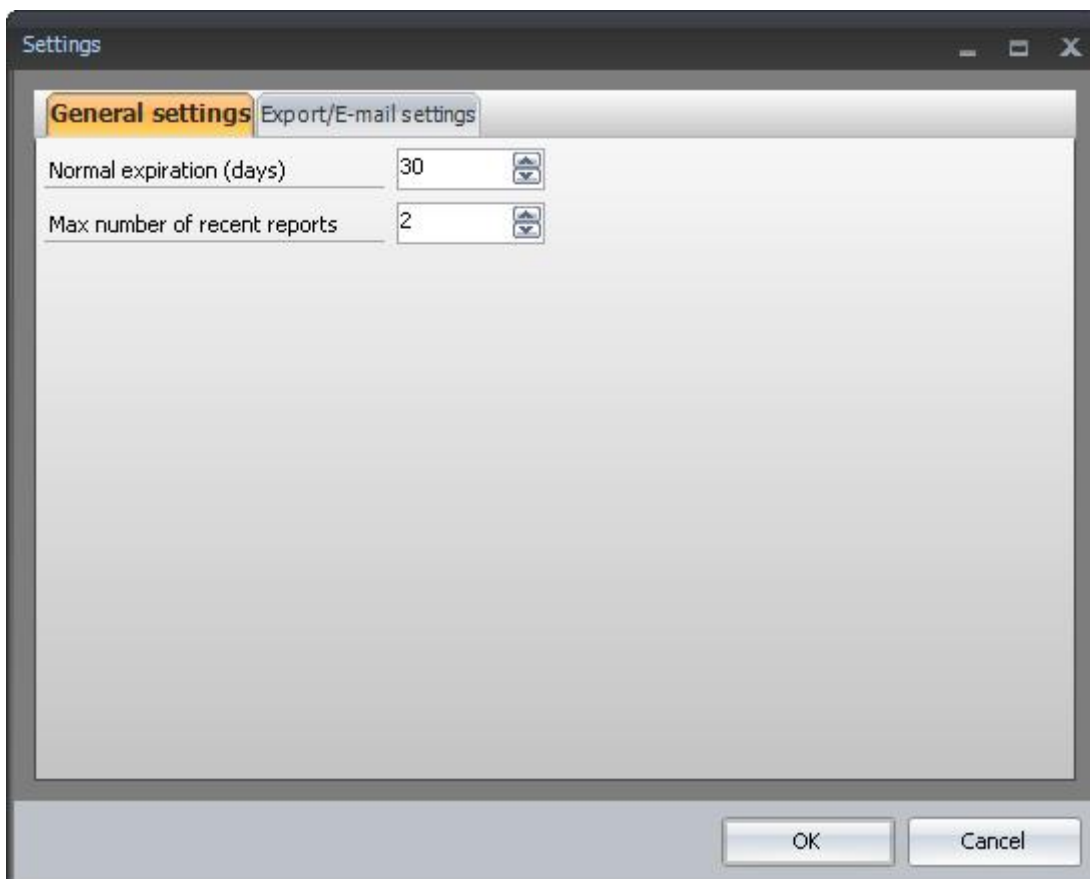 Settings
General settings Export/E-mail settings
Normal expiration (days) 30
Max number of recent reports 2
OK Cancel